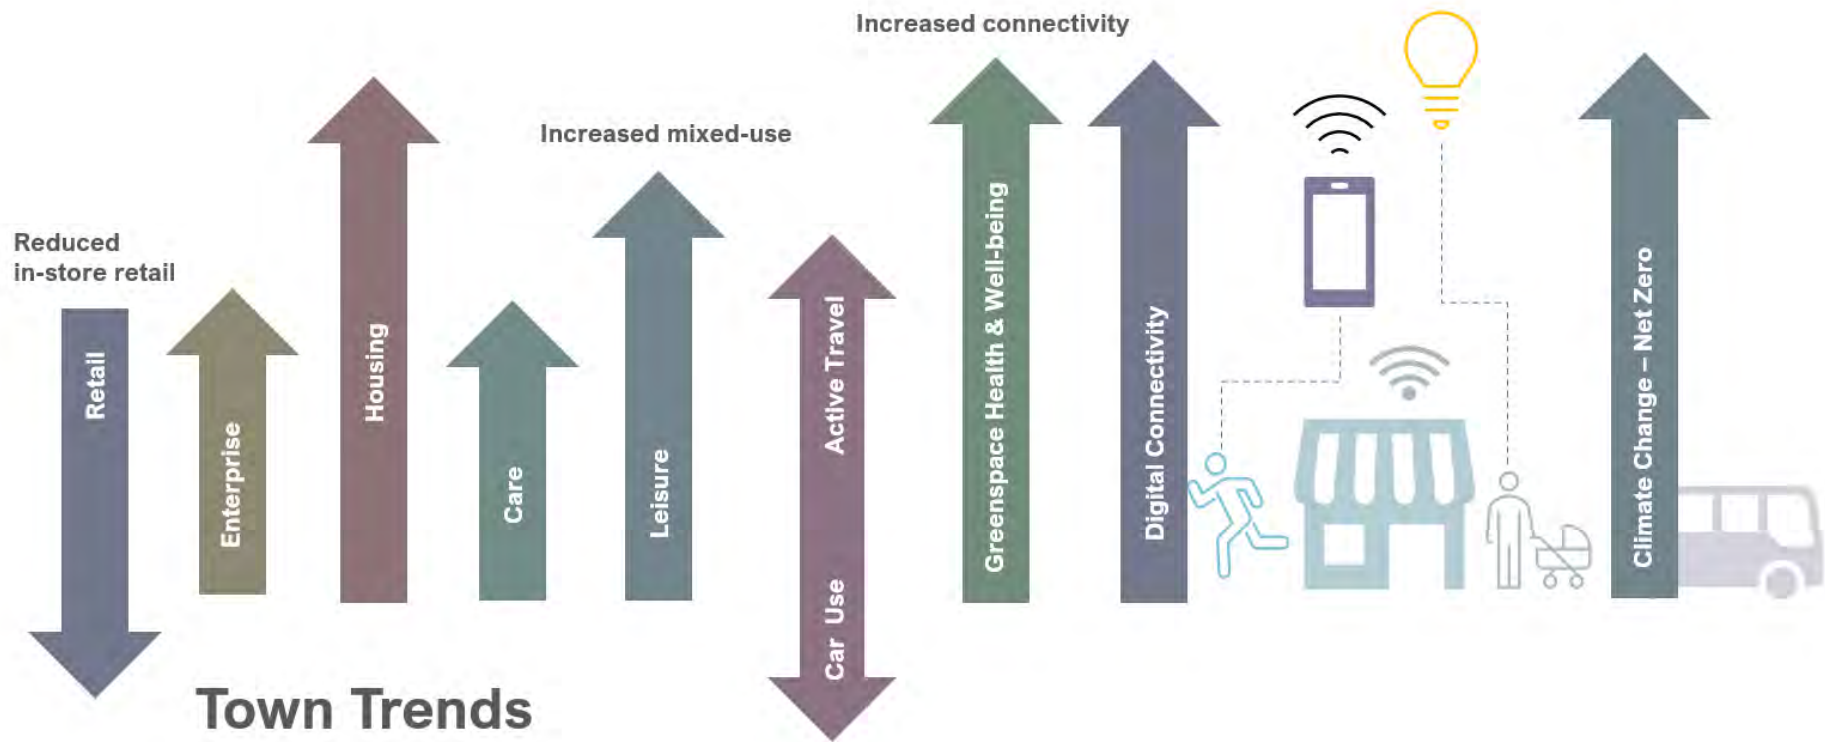 Increased connectivity
Increased mixed-use
Reduced
in-store retail
Retail
Enterprise
Housing
Care
Leisure
Active Travel
Car Use
Greenspace Health & Well-being
Digital Connectivity
Climate Change – Net Zero
Town Trends